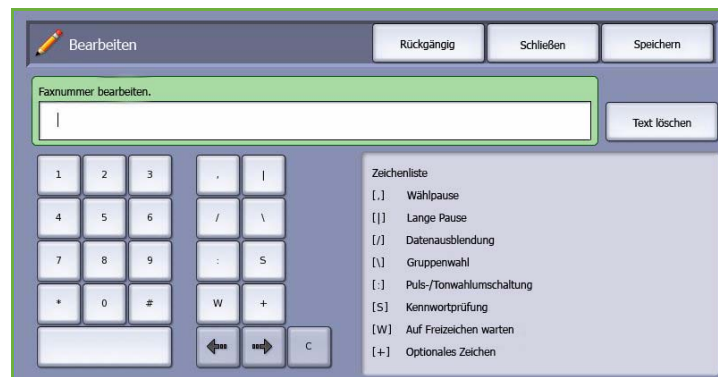 Bearbeiten
Rückgängig
Schließen
Speichern
Faxnummer bearbeiten.
Text löschen
1 2 3 , |
4 5 6 / \
7 8 9 : S
* 0 # W +
C
Zeichenliste
[,] Wählpause
[|] Lange Pause
[/] Datenausblendung
[\] Gruppenwahl
[:] Puls-/Tonwahlumschaltung
[S] Kennwortprüfung
[W] Auf Freizeichen warten
[+] Optionales Zeichen